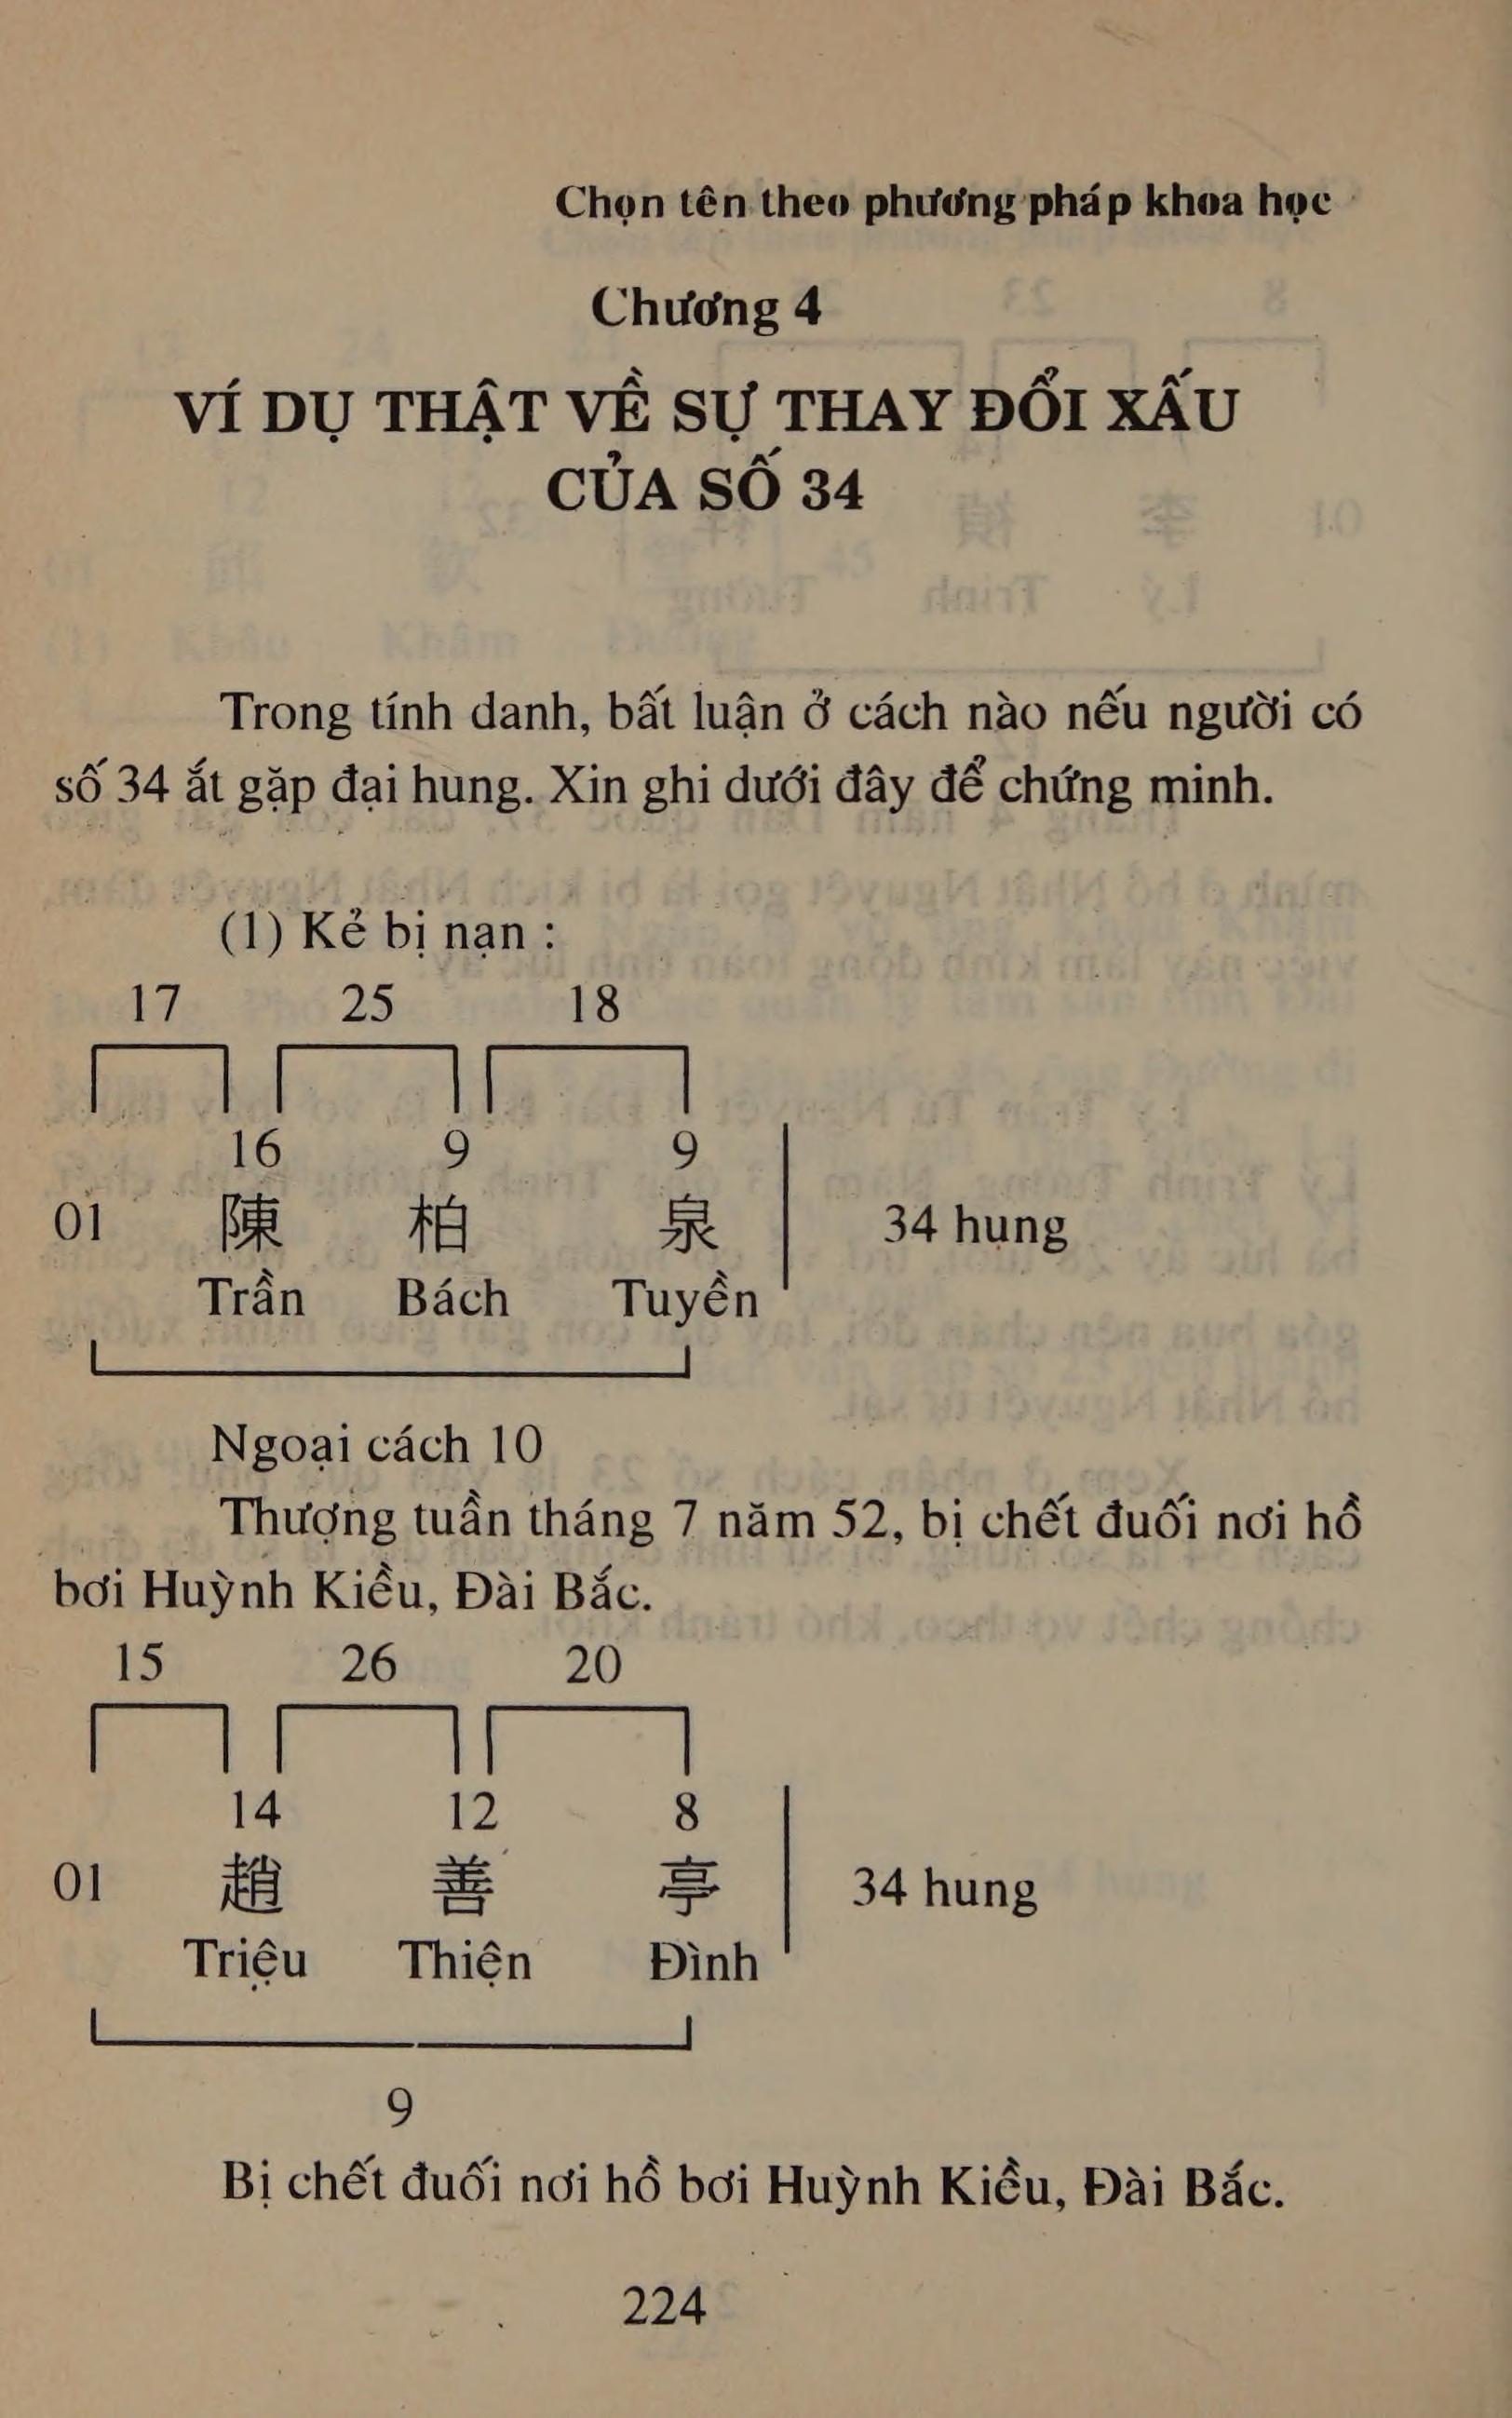 Chọn tên theo phương pháp khoa học
Chương 4
VÍ DỤ THẬT VỀ SỰ THAY ĐỔI XẤU
CỦA SỐ 34
Trong tính danh, bất luận ở cách nào nếu người có
số 34 ắt gặp đại hung. Xin ghi dưới đây để chứng minh.
(1) Kẻ bị nạn :
17 25 18
16 9 9
01 陳 柏 泉 34 hung
Trần Bách Tuyền
Ngoại cách 10
Thượng tuần tháng 7 năm 52, bị chết đuối nơi hồ
bơi Huỳnh Kiều, Đài Bắc.
15 26 20
14 12 8
01 趙 善 亭 34 hung
Triệu Thiện Đình
9
Bị chết đuối nơi hồ bơi Huỳnh Kiều, Đài Bắc.
224